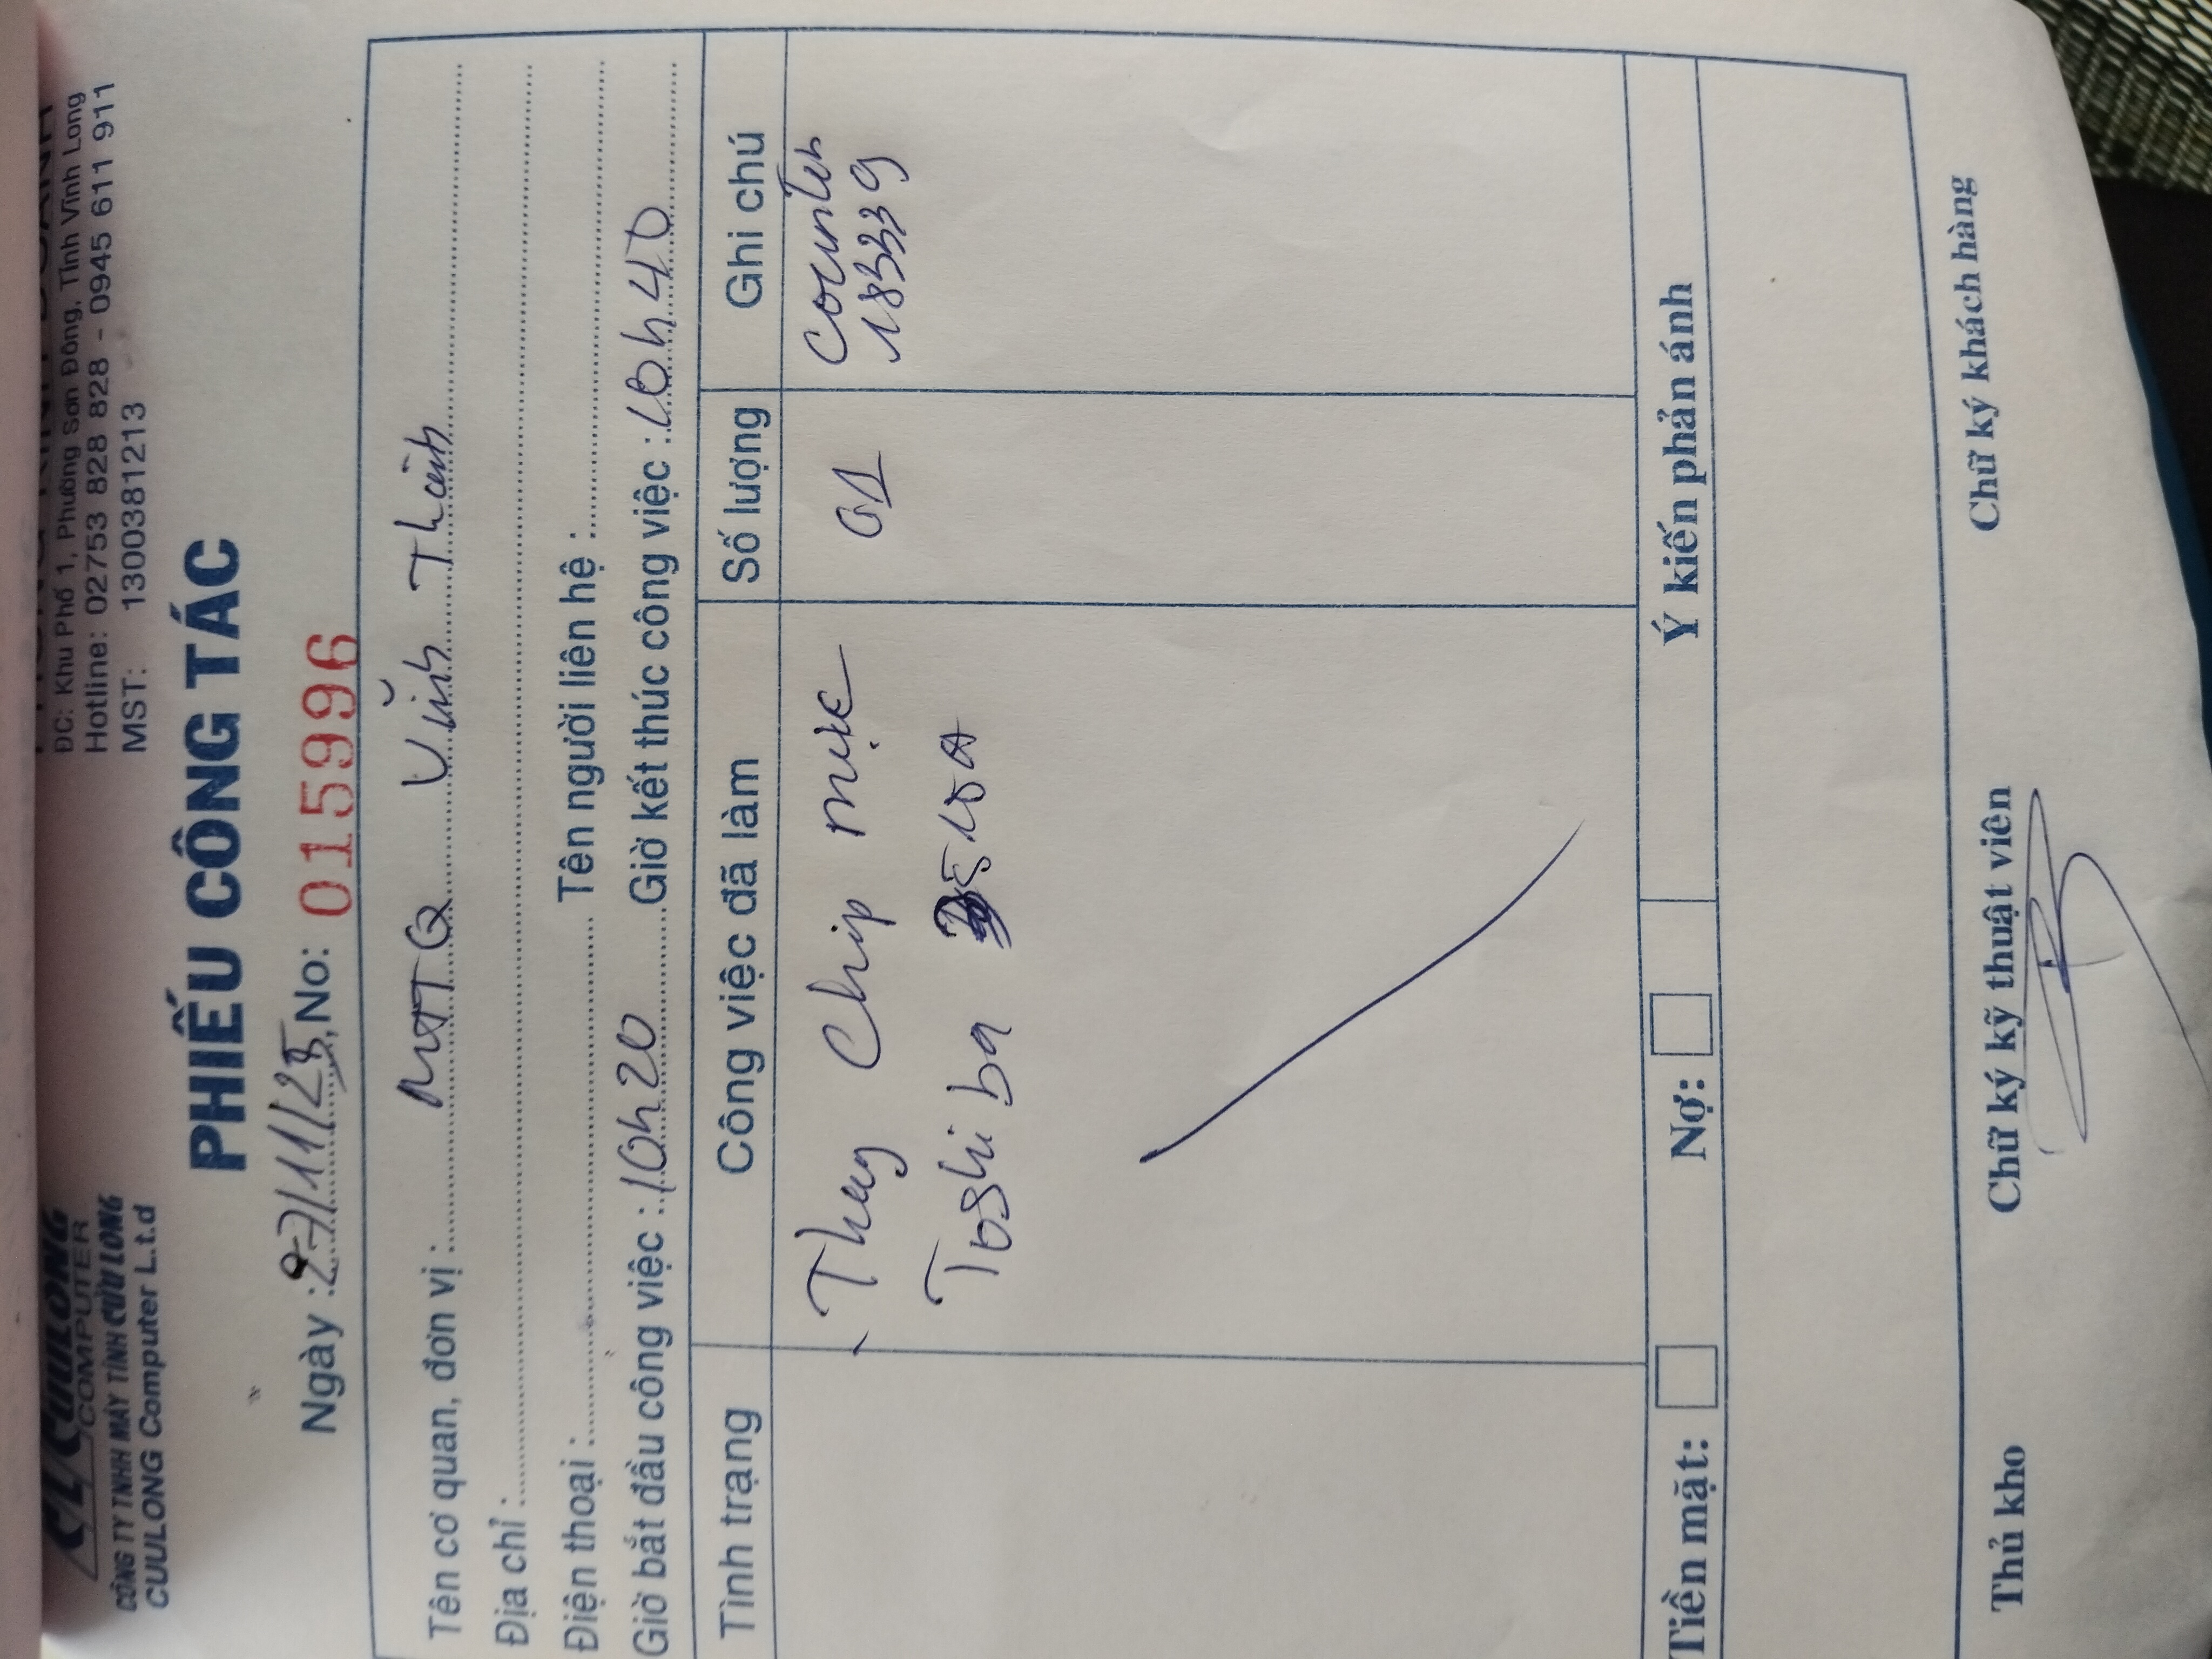 CUULONG
COMPUTER
CÔNG TY TNHH MÁY TÍNH CỬU LONG
CUULONG Computer L.t.d
ĐC: Khu Phố 1, Phường Sơn Đông, Tỉnh Vĩnh Long
Hotline: 02753 828 828 - 0945 611 911
MST: 1300381213
PHIẾU CÔNG TÁC
Ngày : 27/11/25, No: 015996
Tên cơ quan, đơn vị : MTQ Vĩnh Thành
Địa chỉ :
Điện thoại : Tên người liên hệ :
Giờ bắt đầu công việc : 10h20 Giờ kết thúc công việc : 10h40
Tình trạng Công việc đã làm Số lượng Ghi chú
Thay Chip mực 01 Counter
18339
Toshiba 510A
Tiền mặt: Nợ: Ý kiến phản ánh
Thủ kho Chữ ký kỹ thuật viên Chữ ký khách hàng